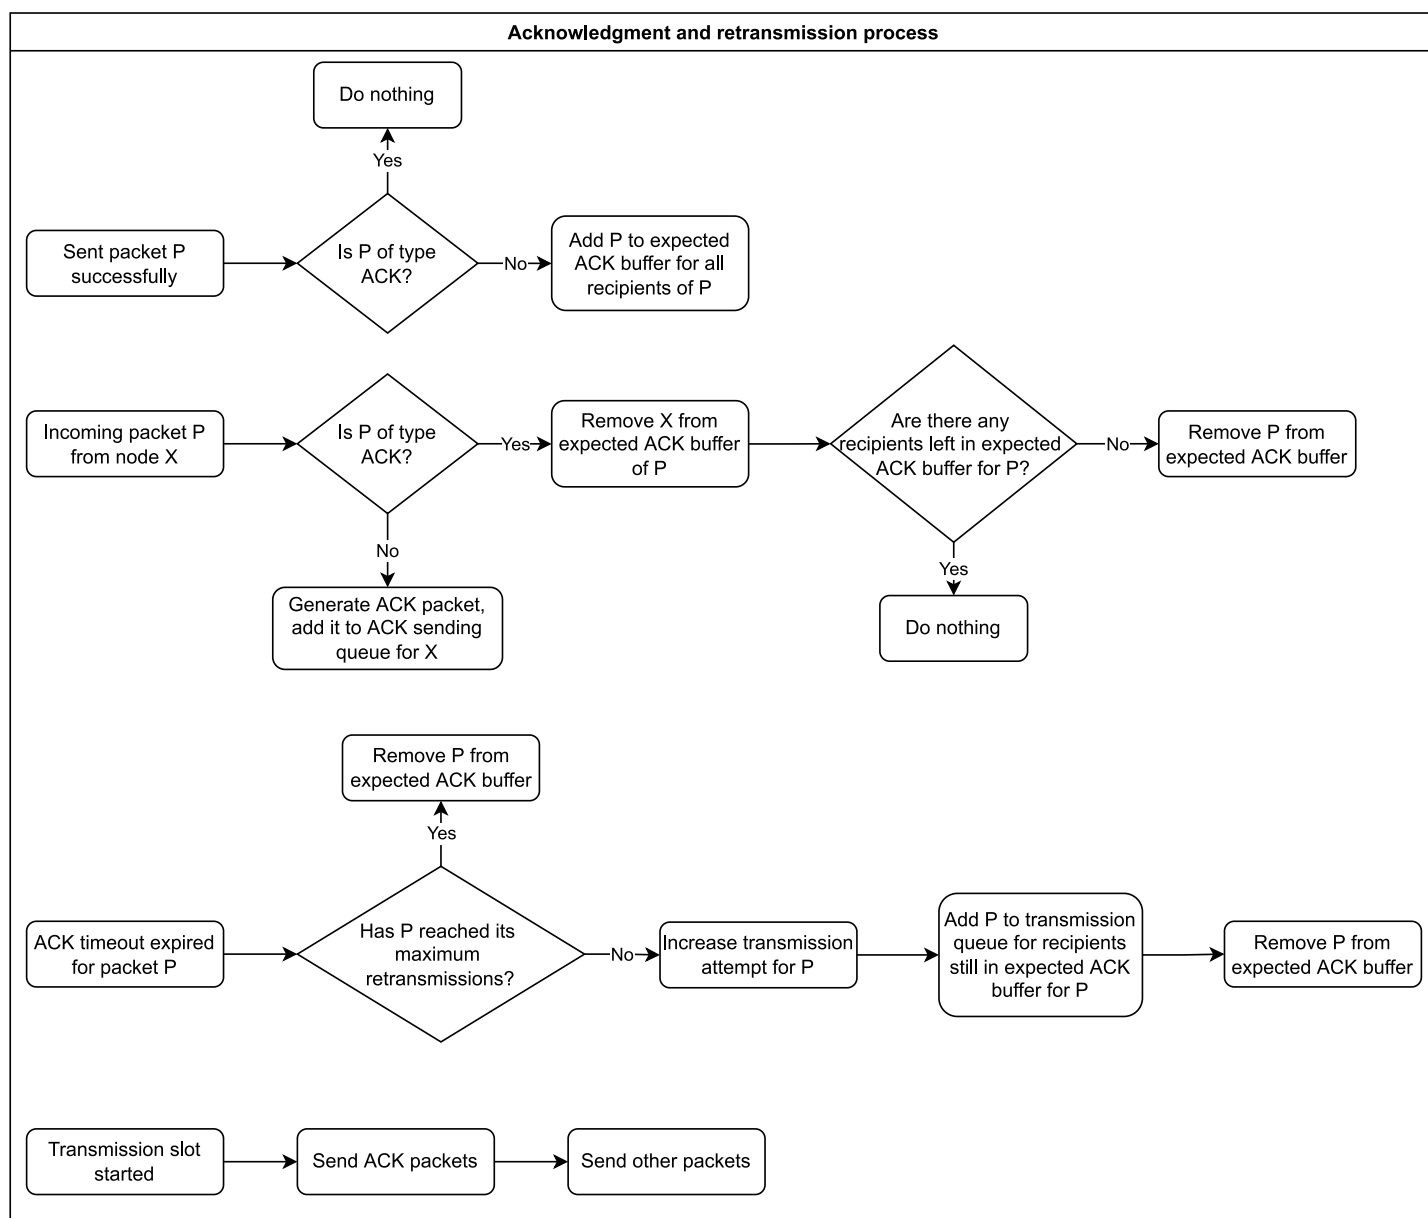 Acknowledgment and retransmission process
Do nothing
Yes
Sent packet P
successfully
Is P of type
ACK?
No
Add P to expected
ACK buffer for all
recipients of P
Incoming packet P
from node X
Is P of type
ACK?
Yes
Remove X from
expected ACK buffer
of P
Are there any
recipients left in expected
ACK buffer for P?
No
Remove P from
expected ACK buffer
No
Generate ACK packet,
add it to ACK sending
queue for X
Yes
Do nothing
Remove P from
expected ACK buffer
Yes
ACK timeout expired
for packet P
Has P reached its
maximum
retransmissions?
No
Increase transmission
attempt for P
Add P to transmission
queue for recipients
still in expected ACK
buffer for P
Remove P from
expected ACK buffer
Transmission slot
started
Send ACK packets
Send other packets